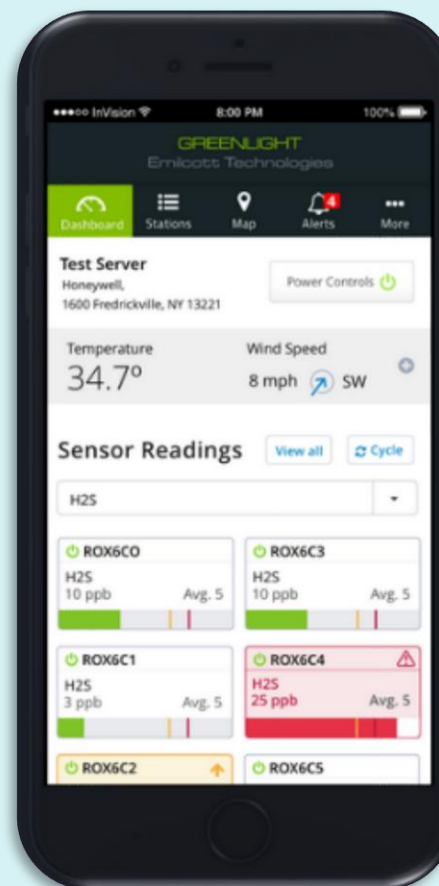 InVision 8:00 PM 100%
GREENLIGHT
Emilcott Technologies
Dashboard Stations Map Alerts 4 More
Test Server
Honeywell,
1600 Fredrickville, NY 13221
Power Controls
Temperature Wind Speed
34.7° 8 mph SW
Sensor Readings View all Cycle
H2S
ROX6C0 ROX6C3
H2S H2S
10 ppb Avg. 5 10 ppb Avg. 5
ROX6C1 ROX6C4
H2S H2S
3 ppb Avg. 5 25 ppb Avg. 5
ROX6C2 ROX6C5